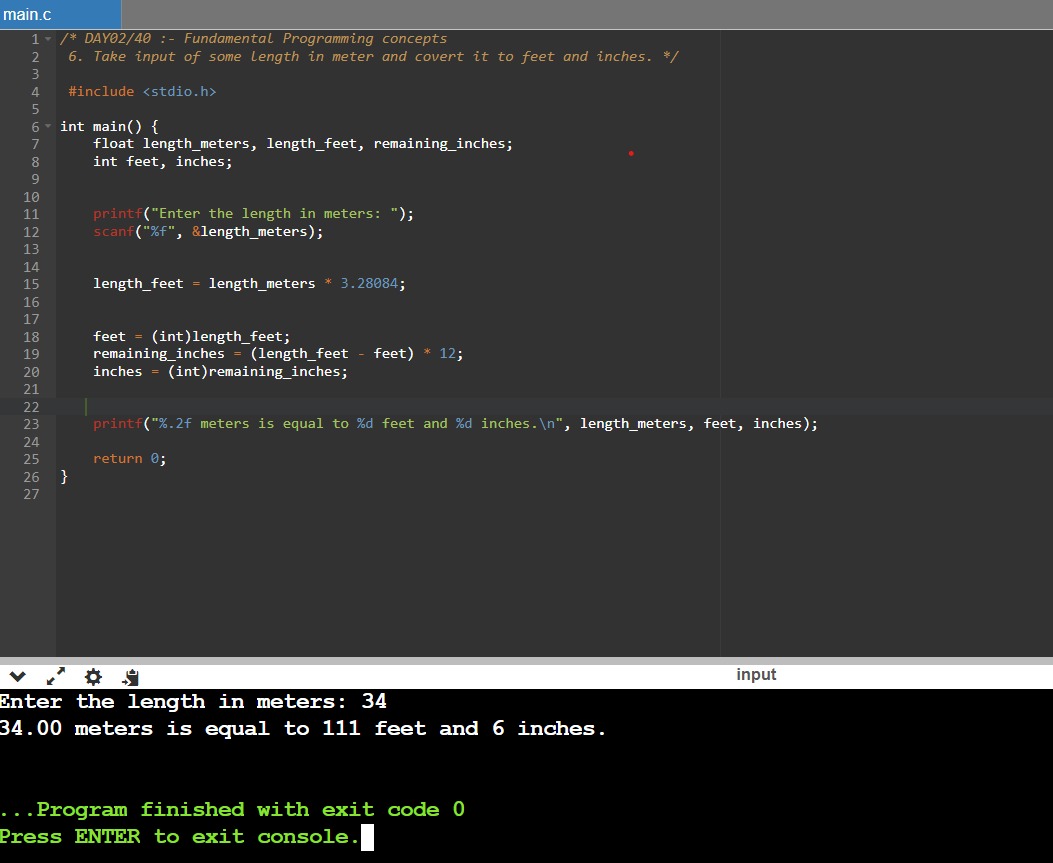 main.c
1 /* DAY02/40 :- Fundamental Programming concepts
2 6. Take input of some length in meter and covert it to feet and inches. */
3
4 #include <stdio.h>
5
6 int main() {
7 float length_meters, length_feet, remaining_inches;
8 int feet, inches;
9
10
11 printf("Enter the length in meters: ");
12 scanf("%f", &length_meters);
13
14
15 length_feet = length_meters * 3.28084;
16
17
18 feet = (int)length_feet;
19 remaining_inches = (length_feet - feet) * 12;
20 inches = (int)remaining_inches;
21
22
23 printf("%.2f meters is equal to %d feet and %d inches.\n", length_meters, feet, inches);
24
25 return 0;
26 }
27
input
Enter the length in meters: 34
34.00 meters is equal to 111 feet and 6 inches.
...Program finished with exit code 0
Press ENTER to exit console.